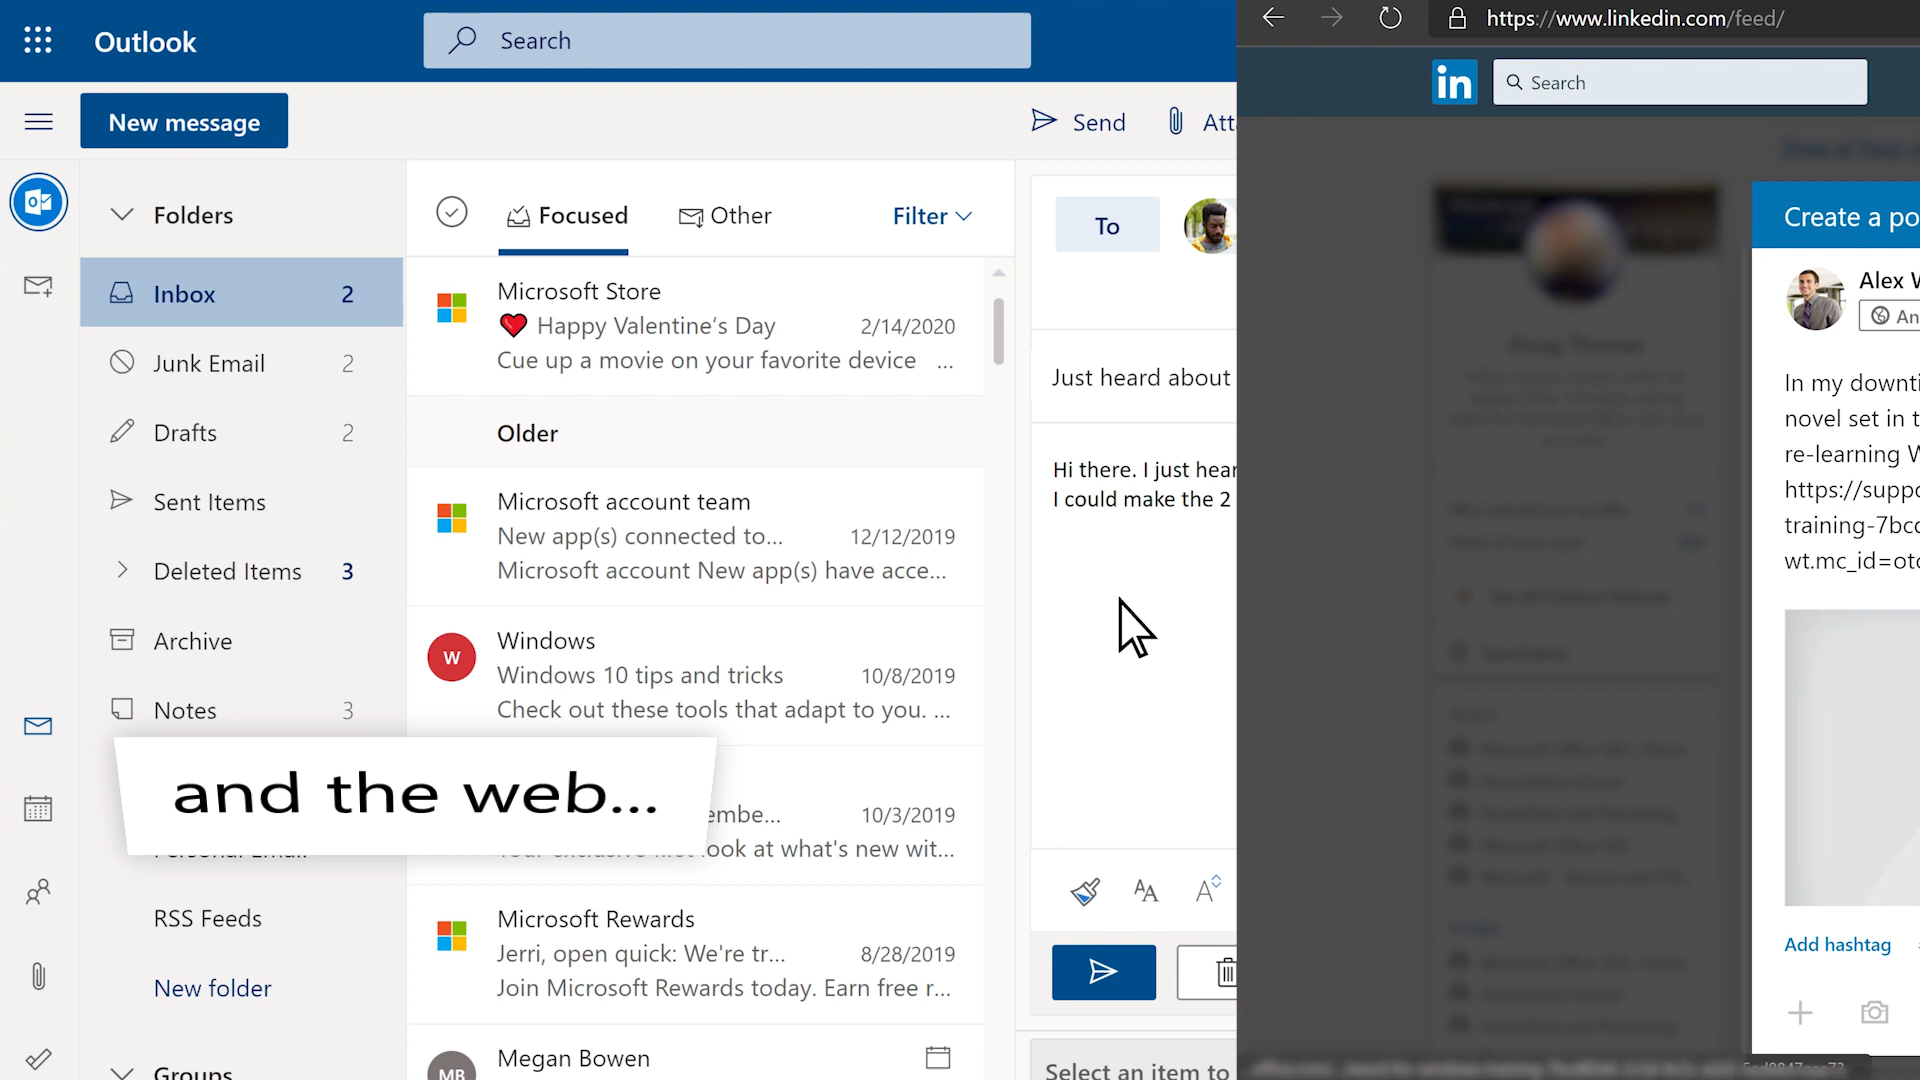 Outlook
Search
New message
Send
Att
Folders
Inbox 2
Junk Email 2
Drafts 2
Sent Items
Deleted Items 3
Archive
Notes 3
RSS Feeds
New folder
Groups
Focused
Other
Filter
Microsoft Store
❤ Happy Valentine’s Day 2/14/2020
Cue up a movie on your favorite device ...
Older
Microsoft account team
New app(s) connected to... 12/12/2019
Microsoft account New app(s) have acce...
W
Windows
Windows 10 tips and tricks 10/8/2019
Check out these tools that adapt to you. ...
embe... 10/3/2019
look at what's new wit...
Microsoft Rewards
Jerri, open quick: We're tr... 8/28/2019
Join Microsoft Rewards today. Earn free r...
MB
Megan Bowen
and the web...
To
Just heard about
Hi there. I just hear
I could make the 2
Select an item to
https://www.linkedin.com/feed/
in
Search
Create a po
Alex W
An
In my downti
novel set in t
re-learning W
https://suppo
training-7bcc
wt.mc_id=oto
Add hashtag